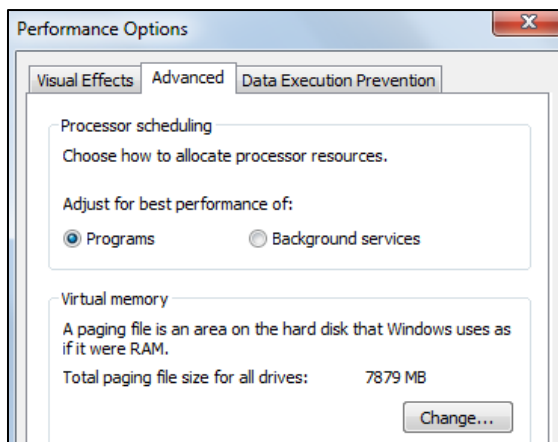 Performance Options
Visual Effects Advanced Data Execution Prevention
Processor scheduling
Choose how to allocate processor resources.
Adjust for best performance of:
Programs Background services
Virtual memory
A paging file is an area on the hard disk that Windows uses as
if it were RAM.
Total paging file size for all drives: 7879 MB
Change...